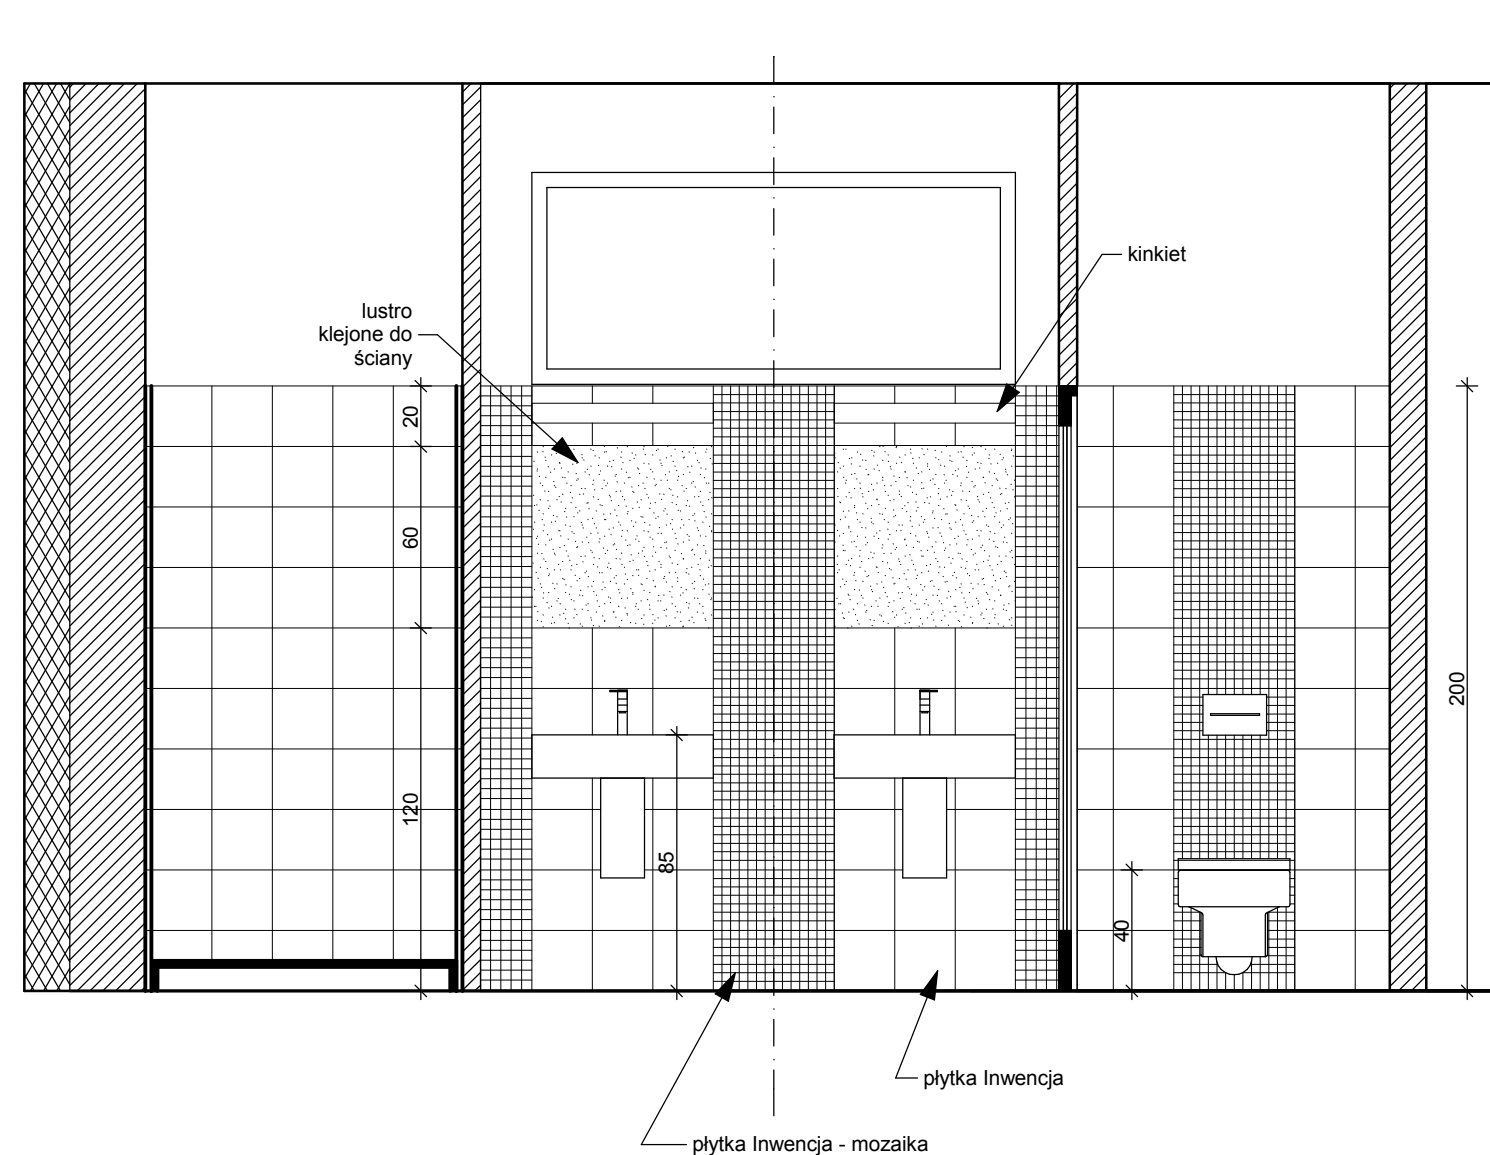 kinkiet
lustro
klejone do
ściany
20
60
120
85
40
200
płytka Inwencja
płytka Inwencja - mozaika